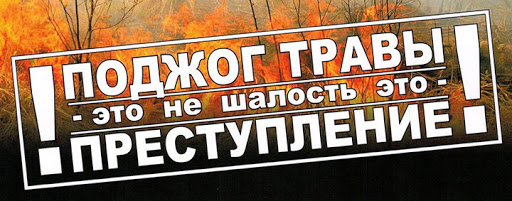 ПОДЖОГ ТРАВЫ
- это не шалость это -
ПРЕСТУПЛЕНИЕ
! !